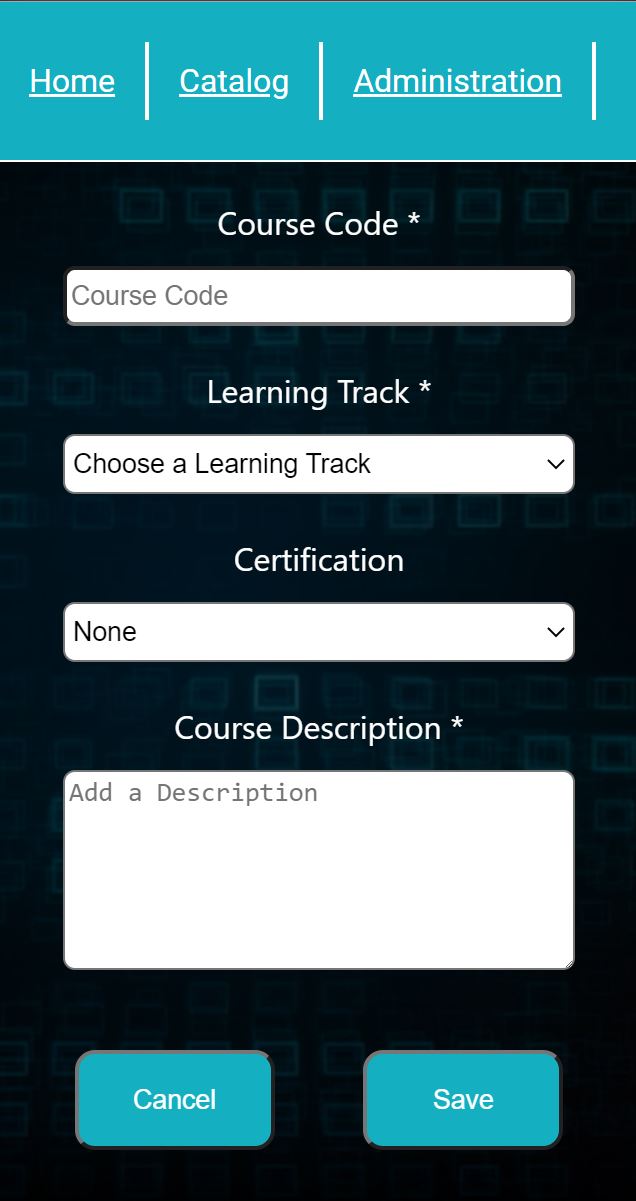 Home Catalog Administration
Course Code *
Course Code
Learning Track *
Choose a Learning Track
Certification
None
Course Description *
Add a Description
Cancel Save